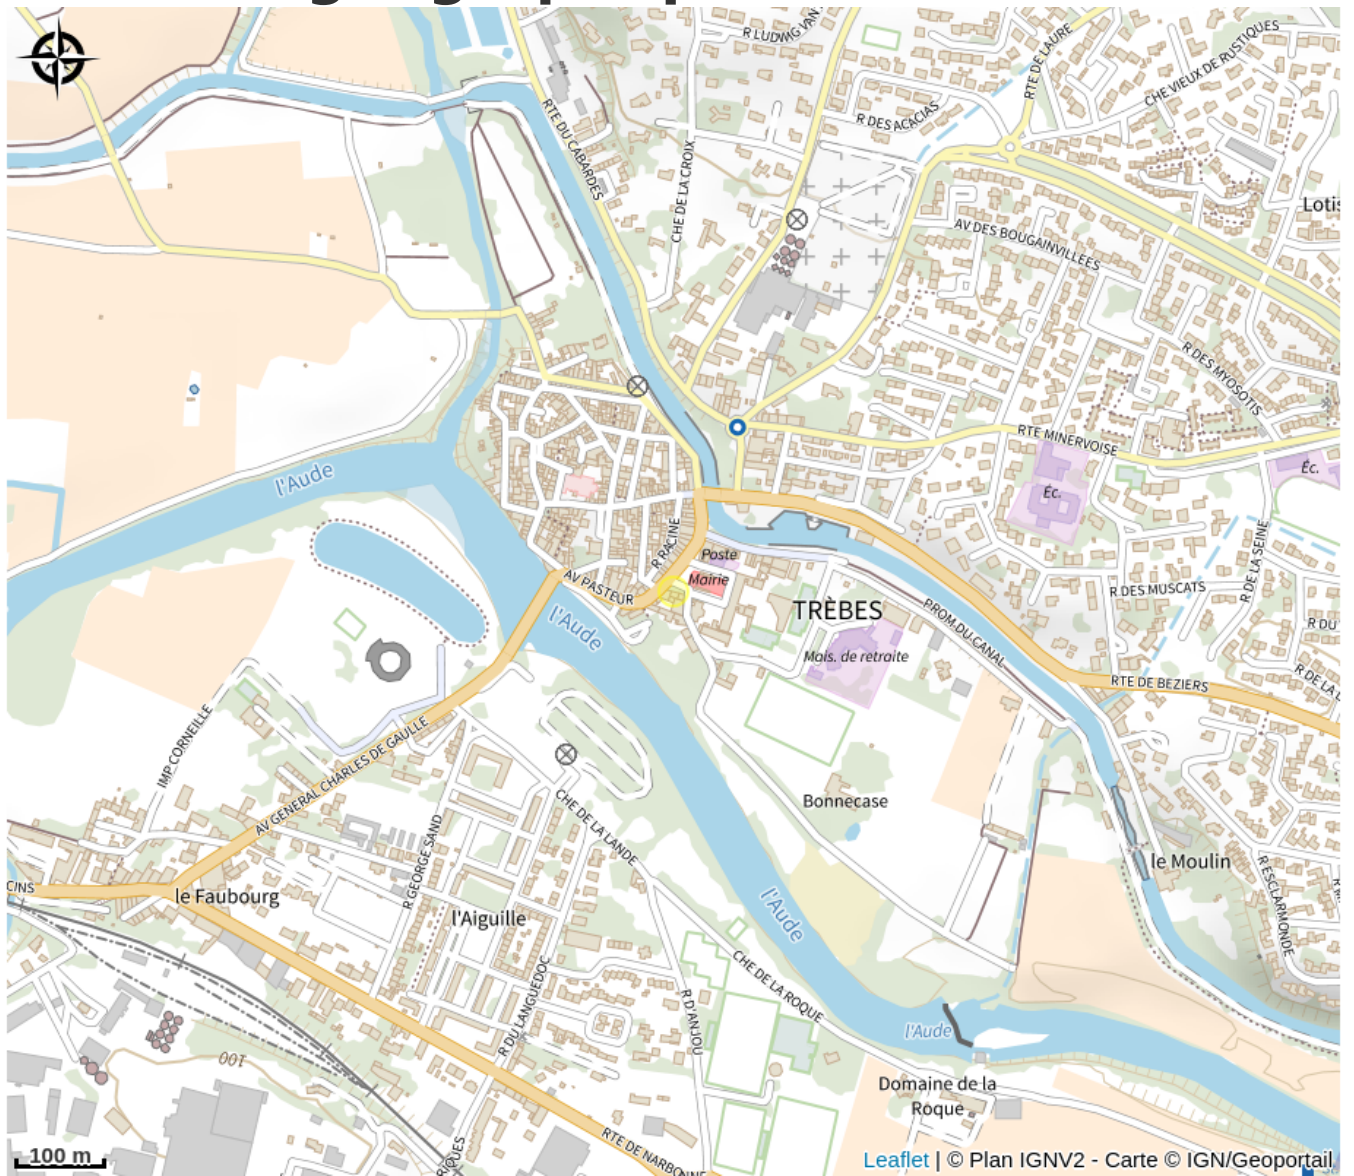 R LUDWIG VAN
RTE DE LAURE
CHE VIEUX DE RUSTIQUES
RTE DU CABARDES
R DES ACACIAS
CHE DE LA CROIX
Lotis
AV DES BOUGAINVILLEES
R DES MYOSOTIS
RTE MINERVOISE
l'Aude
Éc.
Éc.
R RACINE
Poste
R DE LA SEINE
AV PASTEUR
Mairie
R DES MUSCATS
TRÈBES
PROM DU CANAL
l'Aude
R DU
Mais. de retraite
RTE DE BEZIERS
R DE LA
IMP CORNEILLE
AV GENERAL CHARLES DE GAULLE
Bonnecase
CHE DE LA LANDE
R GEORGE SAND
le Moulin
CINS
le Faubourg
l'Aiguille
l'Aude
R ESCLARMONDE
CHE DE LA ROQUE
R DU LANGUEDOC
R D'ANJOU
l'Aude
100
Domaine de la
Roque
RTE DE NARBONNE
RIQUES
100 m
Leaflet | © Plan IGNV2 - Carte © IGN/Geoportail